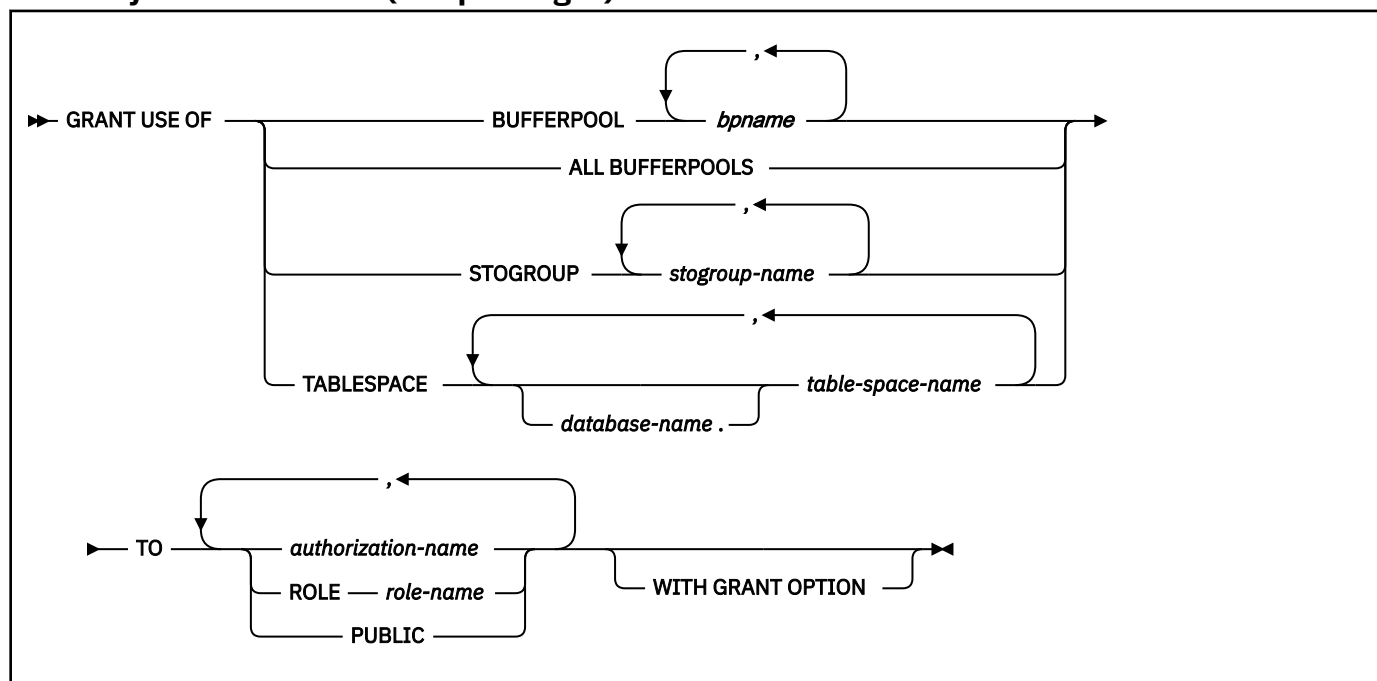 ,
GRANT USE OF BUFFERPOOL bpname
ALL BUFFERPOOLS
,
STOGROUP stogroup-name
,
TABLESPACE table-space-name
database-name .
,
TO authorization-name
ROLE role-name WITH GRANT OPTION
PUBLIC